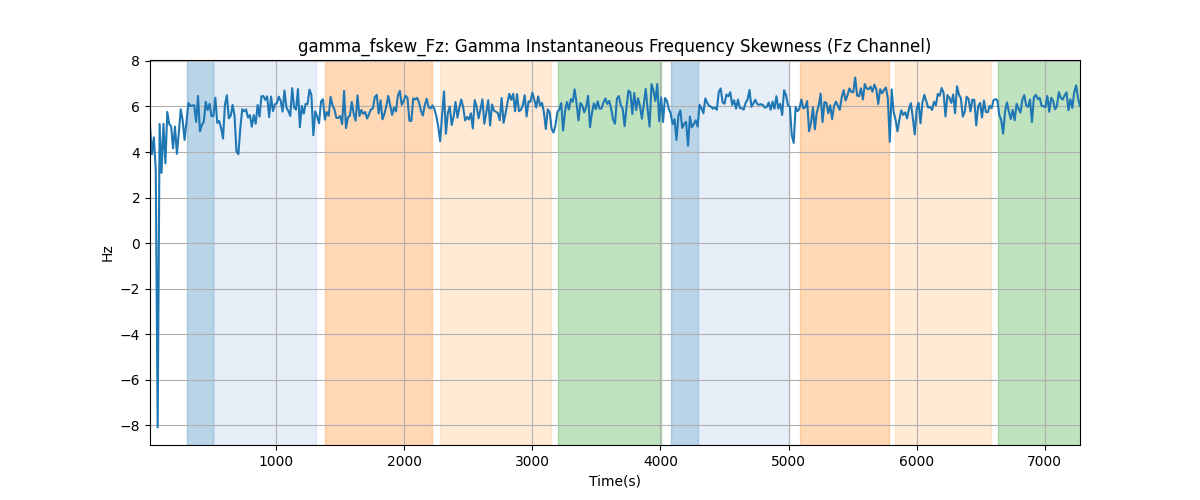 gamma_fskew_Fz: Gamma Instantaneous Frequency Skewness (Fz Channel)
8
6
4
2
0
−2
−4
−6
−8
Hz
1000 2000 3000 4000 5000 6000 7000
Time(s)